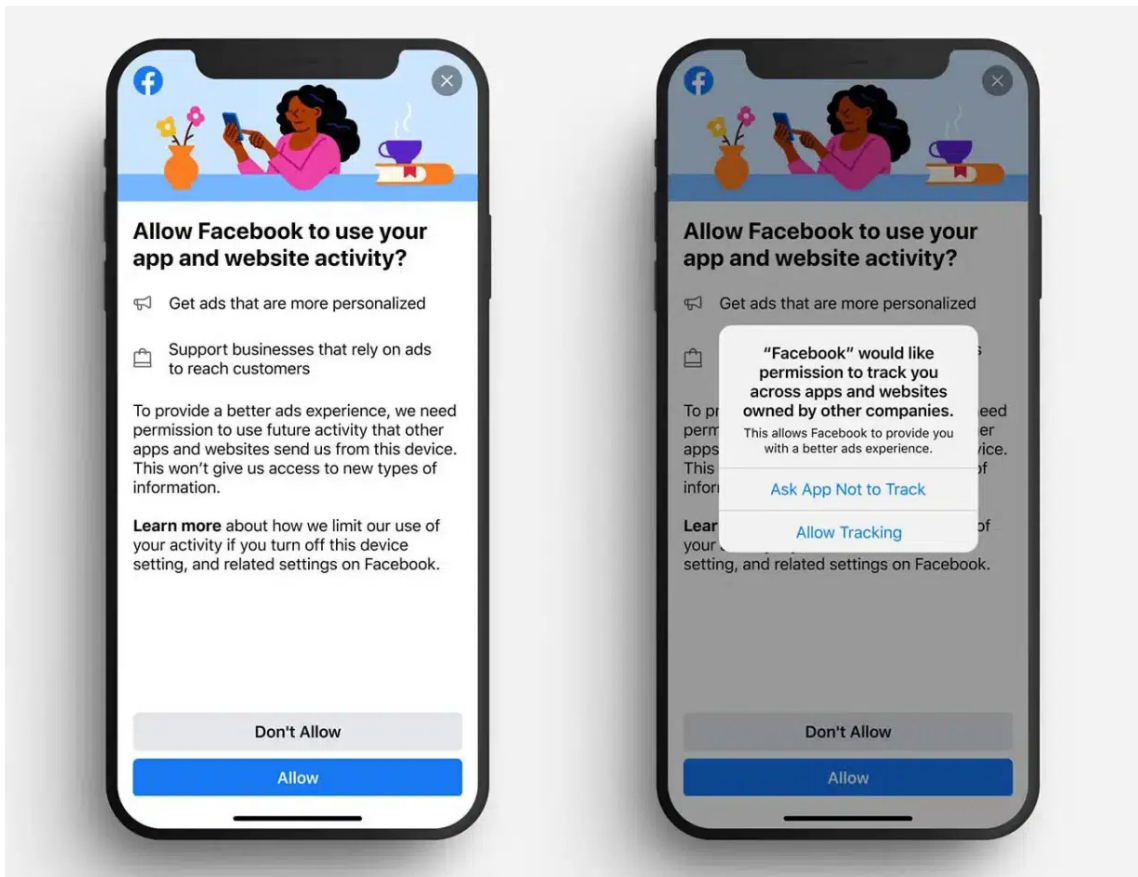 Allow Facebook to use your
app and website activity?
Get ads that are more personalized
Support businesses that rely on ads
to reach customers
To provide a better ads experience, we need
permission to use future activity that other
apps and websites send us from this device.
This won't give us access to new types of
information.
Learn more about how we limit our use of
your activity if you turn off this device
setting, and related settings on Facebook.
Don't Allow
Allow
Allow Facebook to use your
app and website activity?
Get ads that are more personalized
"Facebook" would like
permission to track you
across apps and websites
owned by other companies.
This allows Facebook to provide you
with a better ads experience.
Ask App Not to Track
Allow Tracking
setting, and related settings on Facebook.
Don't Allow
Allow